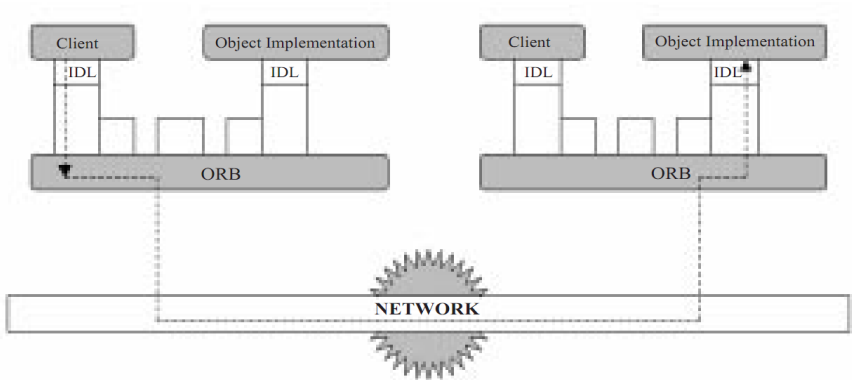 Client
Object Implementation
Client
Object Implementation
IDL
IDL
IDL
IDL
ORB
ORB
NETWORK